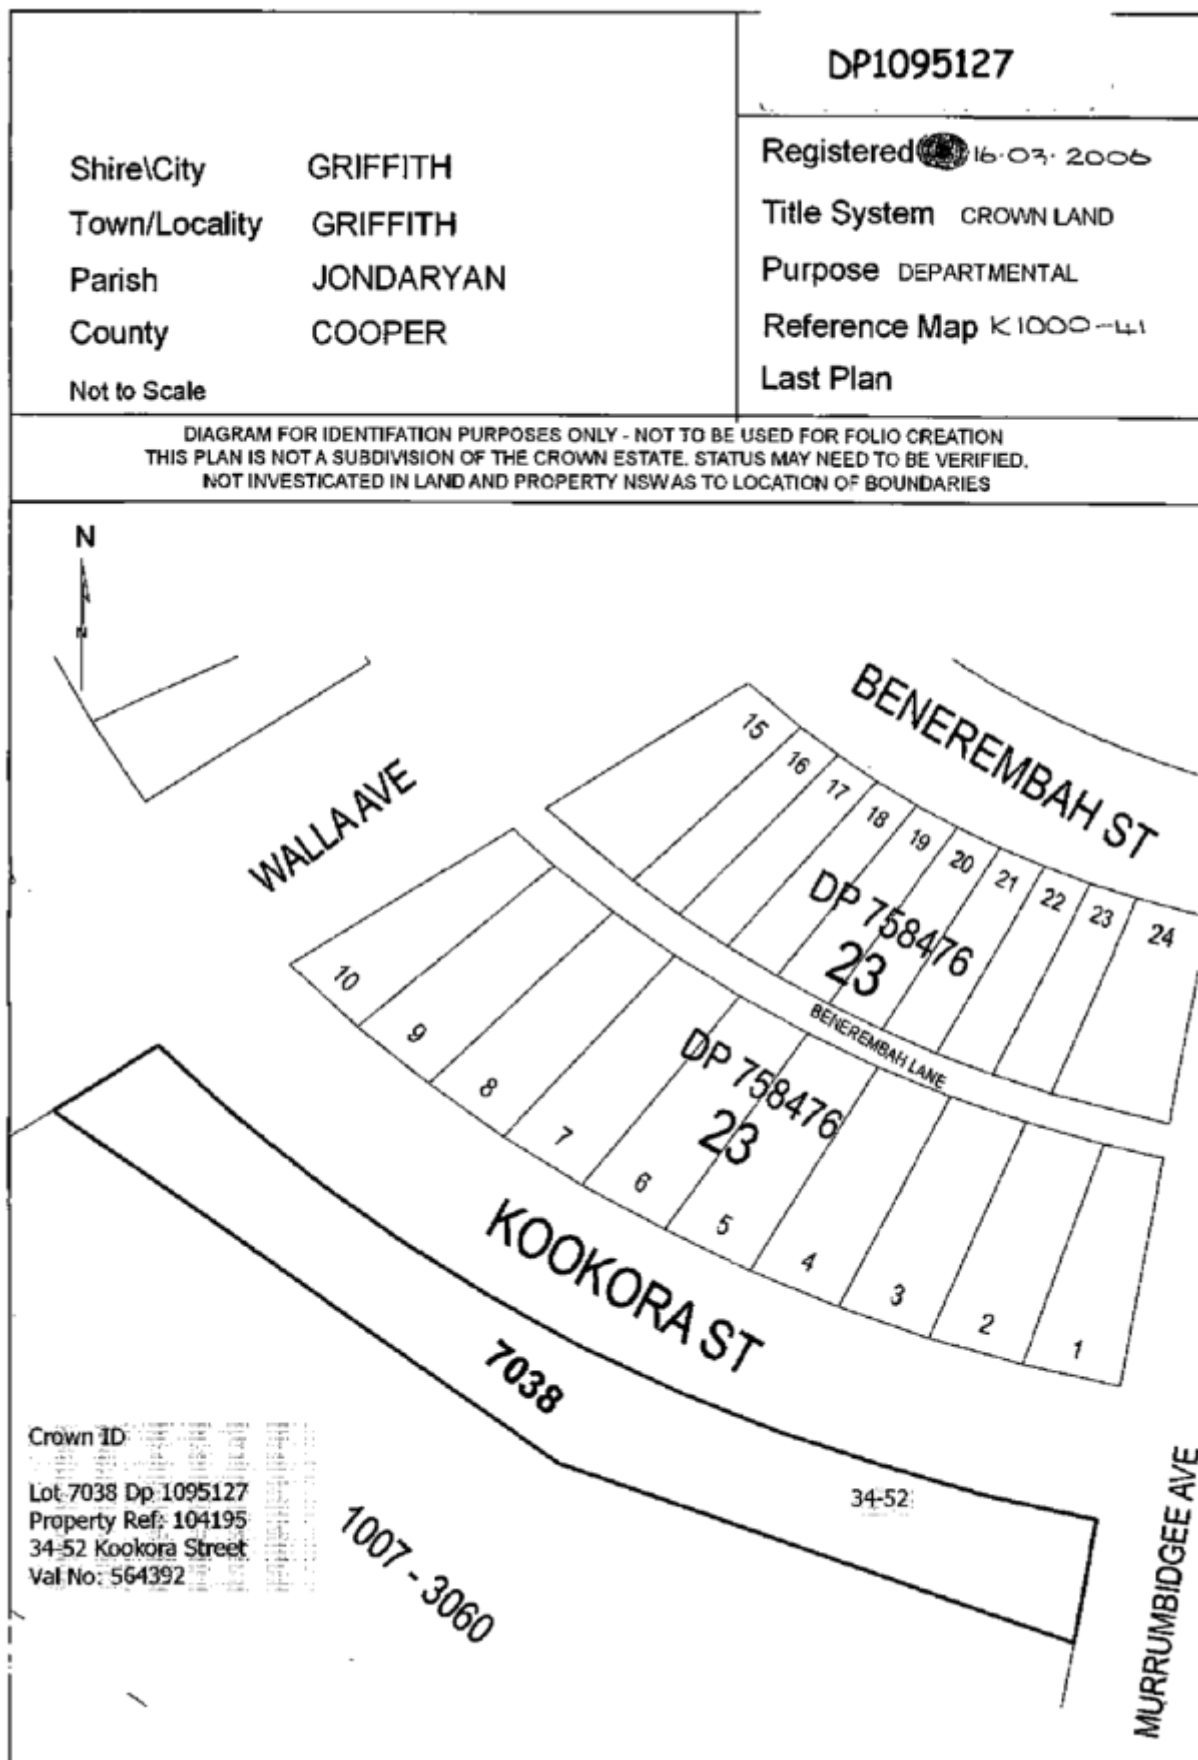 DP1095127
Shire\City GRIFFITH
Town/Locality GRIFFITH
Parish JONDARYAN
County COOPER
Not to Scale
Registered 16.03.2006
Title System CROWN LAND
Purpose DEPARTMENTAL
Reference Map K1000-41
Last Plan
DIAGRAM FOR IDENTIFATION PURPOSES ONLY - NOT TO BE USED FOR FOLIO CREATION
THIS PLAN IS NOT A SUBDIVISION OF THE CROWN ESTATE. STATUS MAY NEED TO BE VERIFIED.
NOT INVESTICATED IN LAND AND PROPERTY NSW AS TO LOCATION OF BOUNDARIES
N
N
BENEREMBAH ST
WALLA AVE
15
16
17
18
19
20
21
22
23
24
DP 758476
23
BENEREMBAH LANE
DP 758476
23
10
9
8
7
6
5
4
3
2
1
KOOKORA ST
7038
34-52
MURRUMBIDGEE AVE
1007 - 3060
Crown ID
Lot 7038 Dp 1095127
Property Ref: 104195
34-52 Kookora Street
Val No: 564392